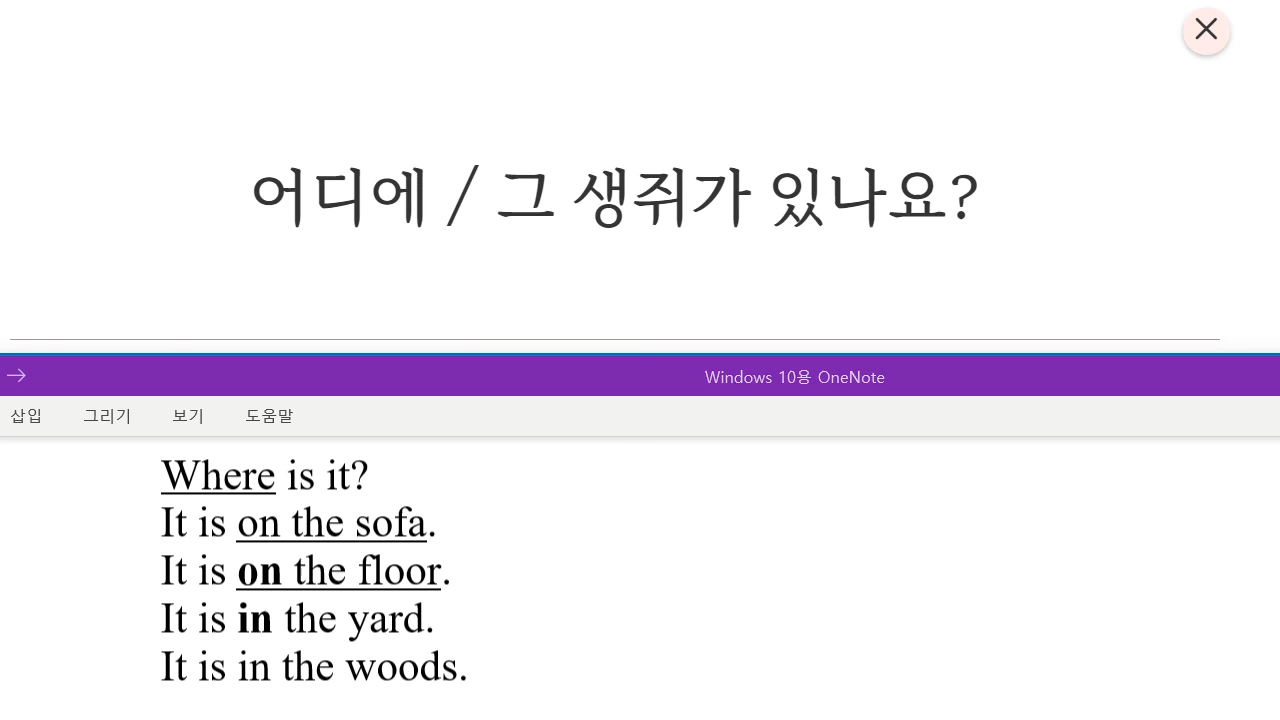 어디에 / 그 생쥐가 있나요?
Windows 10용 OneNote
삽입 그리기 보기 도움말
Where is it?
It is on the sofa.
It is on the floor.
It is in the yard.
It is in the woods.